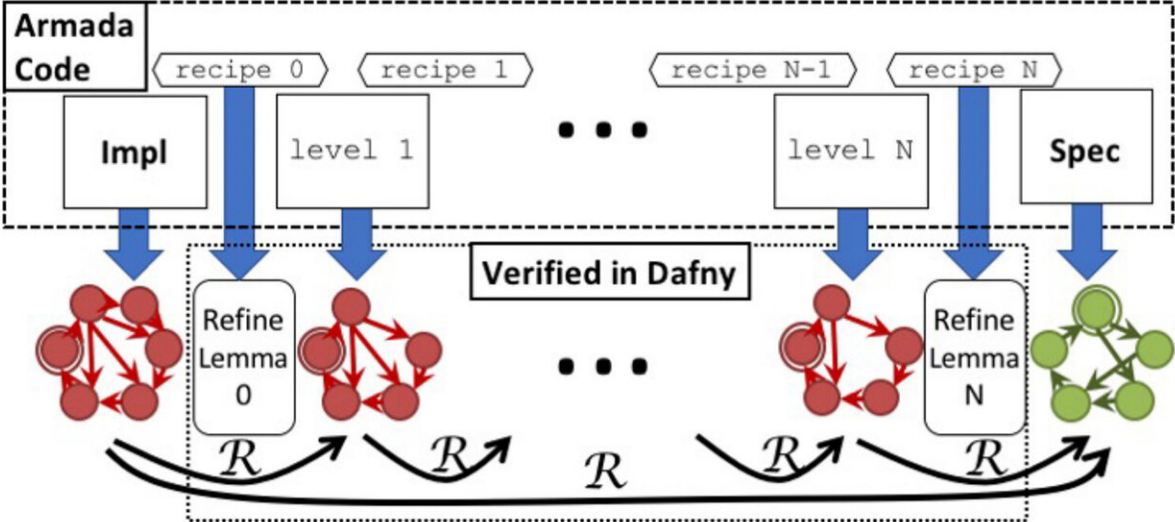 Armada
Code
recipe 0
recipe 1
recipe N-1
recipe N
Impl
level 1
...
level N
Spec
Verified in Dafny
Refine
Lemma
0
...
Refine
Lemma
N
ℛ
ℛ
ℛ
ℛ
ℛ